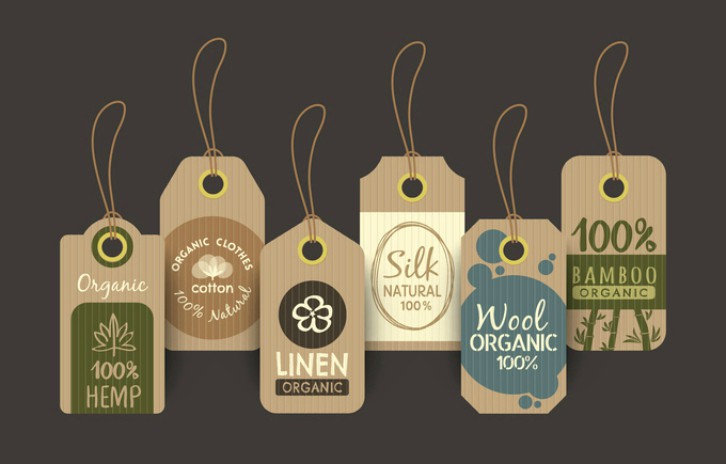 Organic
100%
HEMP
ORGANIC CLOTHES
cotton
100% Natural
LINEN
ORGANIC
Silk
NATURAL
100%
Wool
ORGANIC
100%
100%
BAMBOO
ORGANIC